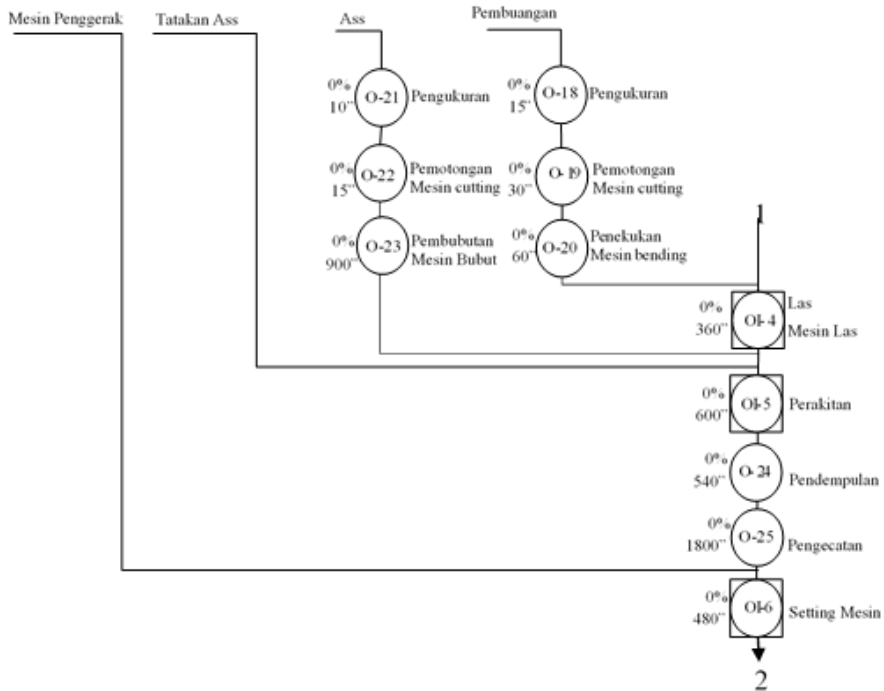 Mesin Penggerak
Tatakan Ass
Ass
Pembuangan
0%
10"
O-21
Pengukuran
0%
15"
O-18
Pengukuran
0%
15"
O-22
Pemotongan
Mesin cutting
0%
30"
O-19
Pemotongan
Mesin cutting
0%
900"
O-23
Pembubutan
Mesin Bubut
0%
60"
O-20
Penekukan
Mesin bending
1
0%
360"
OI-4
Las
Mesin Las
0%
600"
OI-5
Perakitan
0%
540"
O-24
Pendempulan
0%
1800"
O-25
Pengecatan
0%
480"
OI-6
Setting Mesin
2